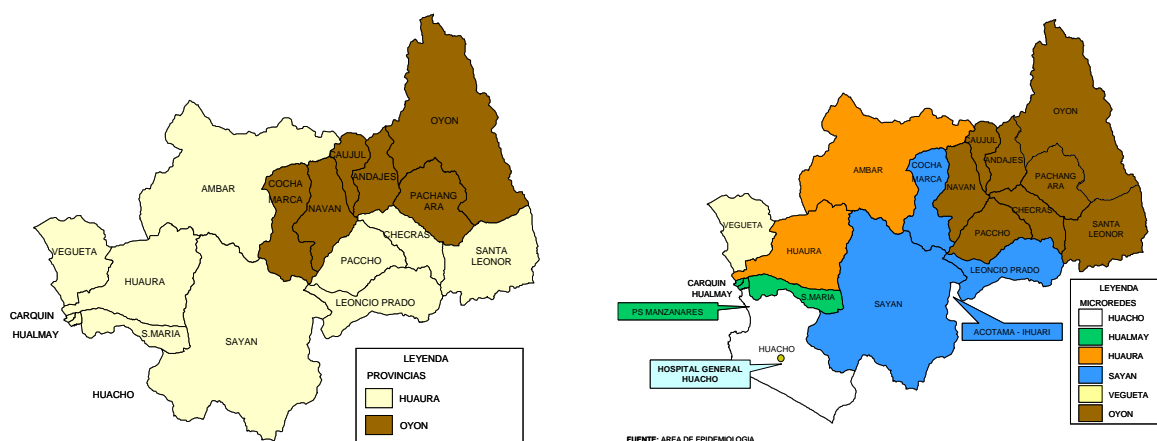 OYON
CAUJUL
ANDAJES
AMBAR
COCHA
MARCA
NAVAN
PACHANG
ARA
CHECRAS
SANTA
LEONOR
VEGUETA
PACCHO
HUAURA
LEONCIO PRADO
CARQUIN
HUALMAY
S.MARIA
SAYAN
HUACHO
LEYENDA
PROVINCIAS
HUAURA
OYON
OYON
CAUJUL
COCHA
MARCA
ANDAJES
AMBAR
NAVAN
PACHANG
ARA
CHECRAS
SANTA
LEONOR
VEGUETA
PACCHO
HUAURA
LEONCIO PRADO
CARQUIN
HUALMAY
S.MARIA
SAYAN
PS MANZANARES
ACOTAMA - IHUARI
HUACHO
HOSPITAL GENERAL
HUACHO
LEYENDA
MICROREDES
HUACHO
HUALMAY
HUAURA
SAYAN
VEGUETA
OYON
FUENTE: AREA DE EPIDEMIOLOGIA